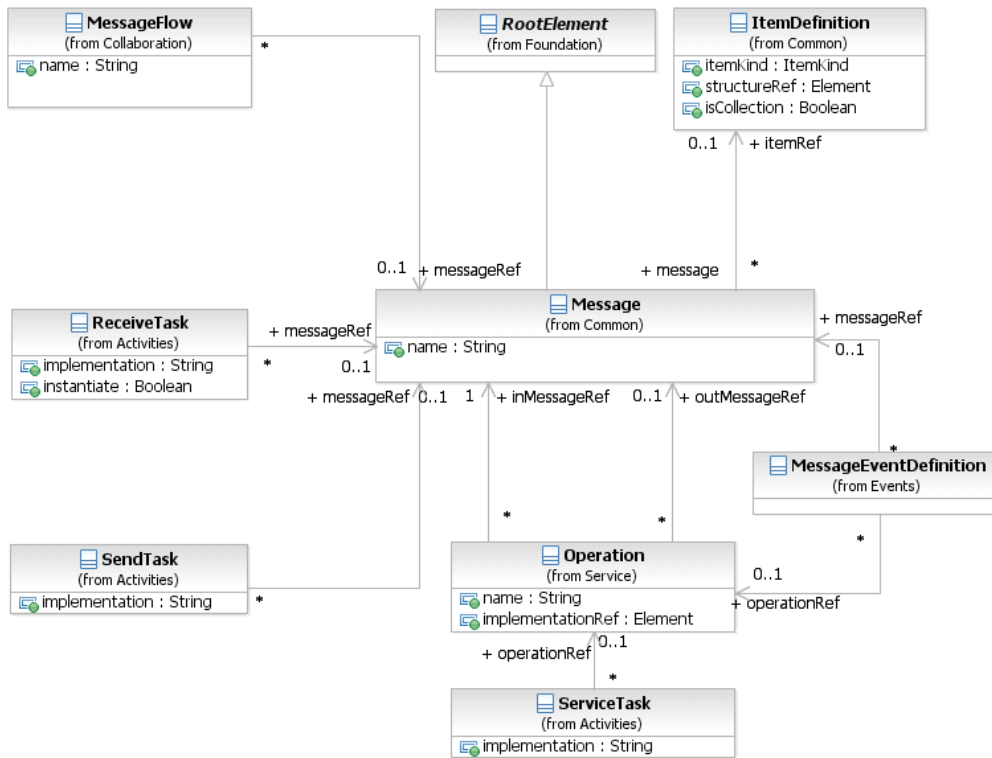 MessageFlow
(from Collaboration)
name : String
*
RootElement
(from Foundation)
ItemDefinition
(from Common)
itemKind : ItemKind
structureRef : Element
isCollection : Boolean
0..1
+ itemRef
0..1
+ messageRef
+ message
*
Message
(from Common)
name : String
ReceiveTask
(from Activities)
implementation : String
instantiate : Boolean
+ messageRef
*
0..1
+ messageRef
0..1
+ messageRef
0..1
1
+ inMessageRef
0..1
+ outMessageRef
*
MessageEventDefinition
(from Events)
*
*
*
SendTask
(from Activities)
implementation : String
*
Operation
(from Service)
name : String
implementationRef : Element
0..1
+ operationRef
0..1
+ operationRef
*
ServiceTask
(from Activities)
implementation : String